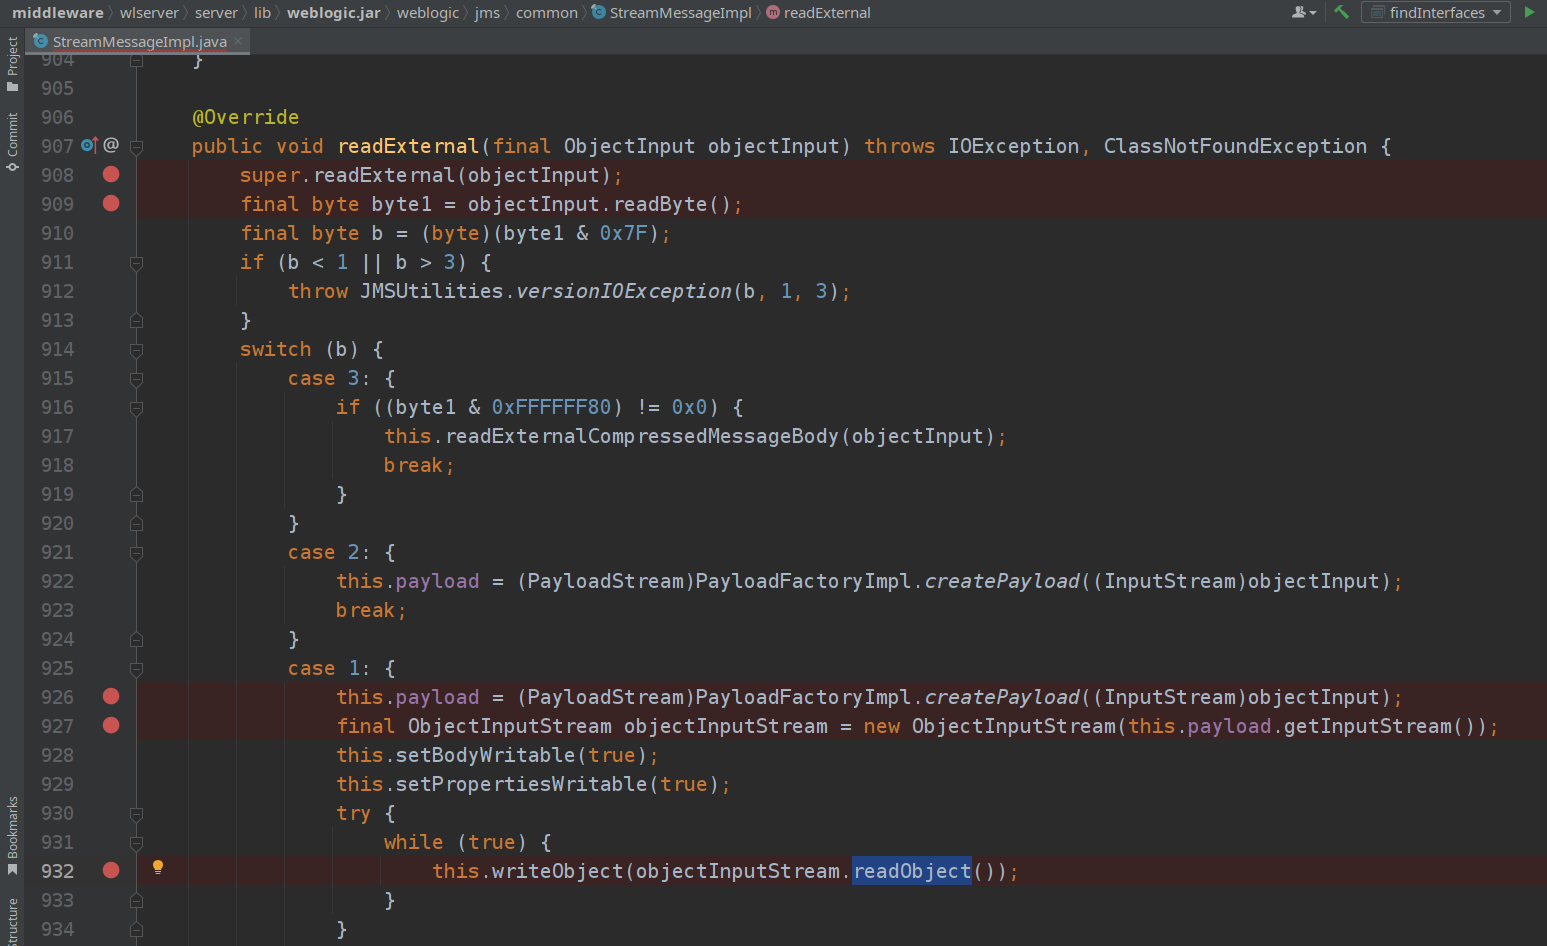 middleware wlserver server lib weblogic.jar weblogic jms common StreamMessageImpl readExternal findInterfaces
StreamMessageImpl.java
Project
Commit
Bookmarks
Structure
904 }
905
906 @Override
907 @ public void readExternal(final ObjectInput objectInput) throws IOException, ClassNotFoundException {
908 super.readExternal(objectInput);
909 final byte byte1 = objectInput.readByte();
910 final byte b = (byte)(byte1 & 0x7F);
911 if (b < 1 || b > 3) {
912 throw JMSUtilities.versionIOException(b, 1, 3);
913 }
914 switch (b) {
915 case 3: {
916 if ((byte1 & 0xFFFFFF80) != 0x0) {
917 this.readExternalCompressedMessageBody(objectInput);
918 break;
919 }
920 }
921 case 2: {
922 this.payload = (PayloadStream)PayloadFactoryImpl.createPayload((InputStream)objectInput);
923 break;
924 }
925 case 1: {
926 this.payload = (PayloadStream)PayloadFactoryImpl.createPayload((InputStream)objectInput);
927 final ObjectInputStream objectInputStream = new ObjectInputStream(this.payload.getInputStream());
928 this.setBodyWritable(true);
929 this.setPropertiesWritable(true);
930 try {
931 while (true) {
932 this.writeObject(objectInputStream.readObject());
933 }
934 }